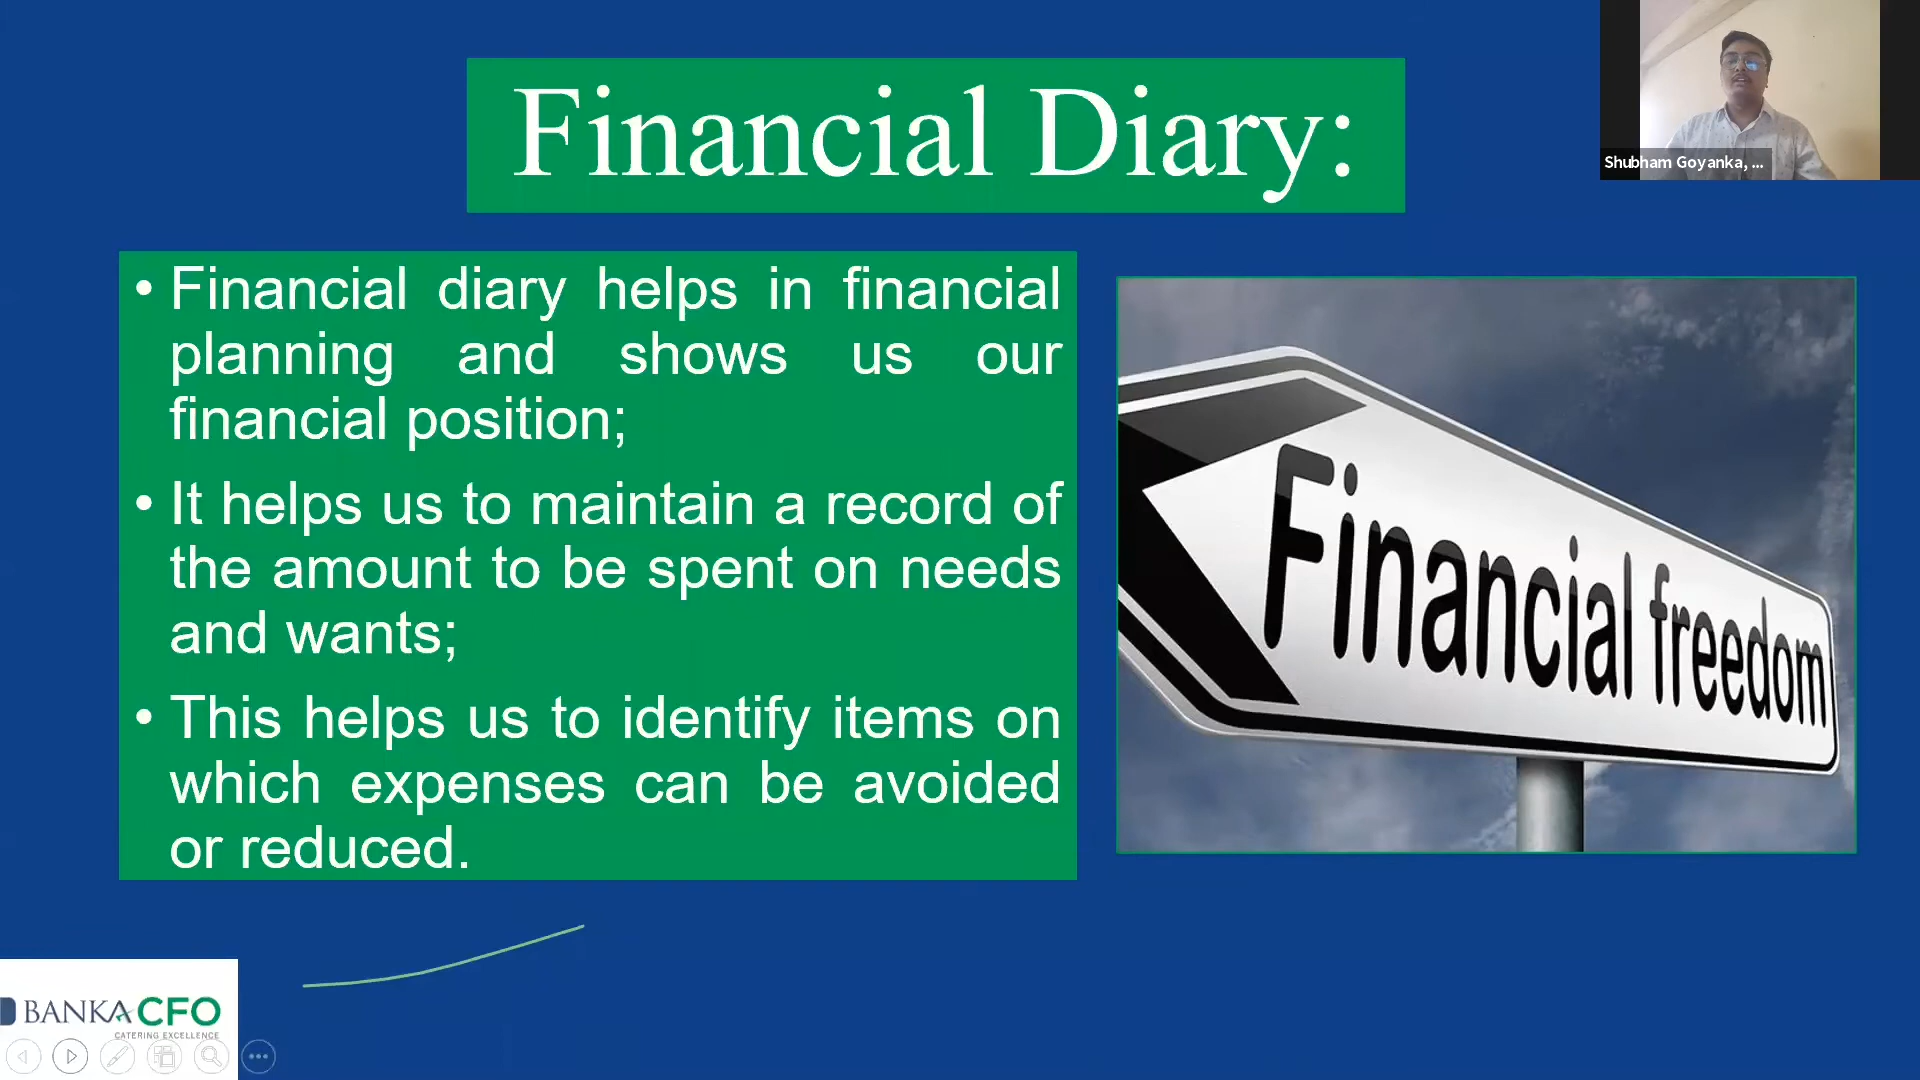 Financial Diary:
Shubham Goyanka, ...
• Financial diary helps in financial
planning and shows us our
financial position;
• It helps us to maintain a record of
the amount to be spent on needs
and wants;
• This helps us to identify items on
which expenses can be avoided
or reduced.
Financial freedom
BANKA CFO
CATERING EXCELLENCE